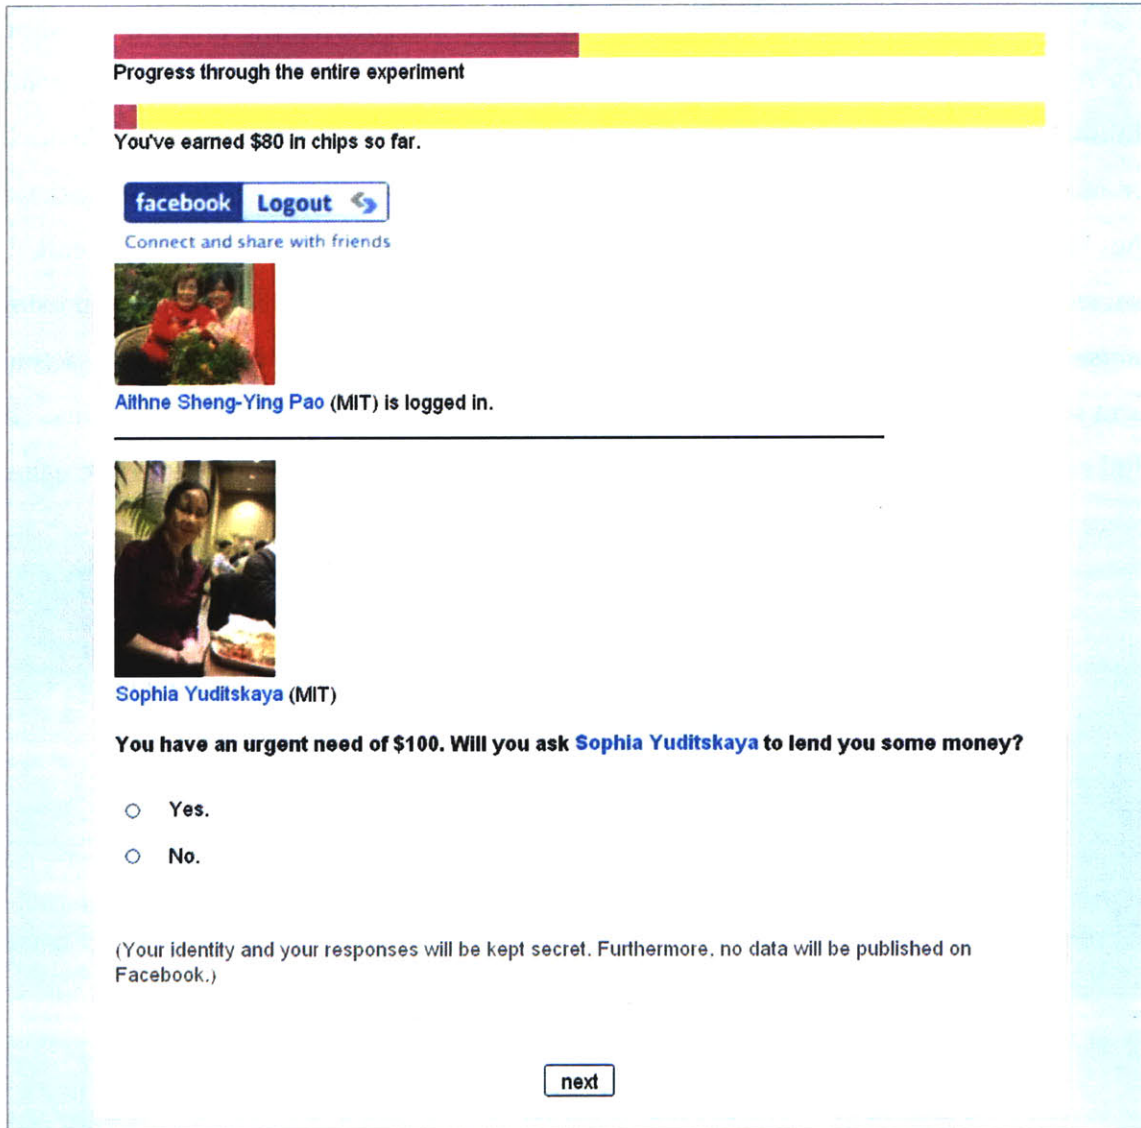 Progress through the entire experiment
You've earned $80 in chips so far.
facebook Logout
Connect and share with friends
Aithne Sheng-Ying Pao (MIT) is logged in.
Sophia Yuditskaya (MIT)
You have an urgent need of $100. Will you ask Sophia Yuditskaya to lend you some money?
Yes.
No.
(Your identity and your responses will be kept secret. Furthermore, no data will be published on
Facebook.)
next